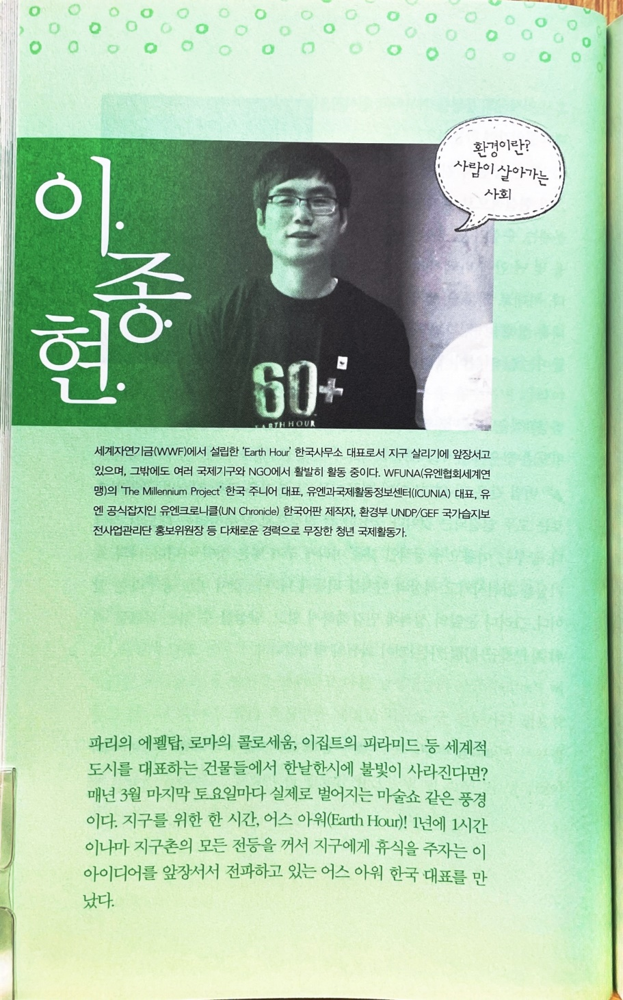 환경이란?
사람이 살아가는
사회
이.
종.
현.
60+
EARTH HOUR
세계자연기금(WWF)에서 설립한 ‘Earth Hour’ 한국사무소 대표로서 지구 살리기에 앞장서고
있으며, 그밖에도 여러 국제기구와 NGO에서 활발히 활동 중이다. WFUNA(유엔협회세계연
맹)의 ‘The Millennium Project’ 한국 주니어 대표, 유엔과국제활동정보센터(ICUNIA) 대표, 유
엔 공식잡지인 유엔크로니클(UN Chronicle) 한국어판 제작자, 환경부 UNDP/GEF 국가습지보
전사업관리단 홍보위원장 등 다채로운 경력으로 무장한 청년 국제활동가.
파리의 에펠탑, 로마의 콜로세움, 이집트의 피라미드 등 세계적
도시를 대표하는 건물들에서 한날한시에 불빛이 사라진다면?
매년 3월 마지막 토요일마다 실제로 벌어지는 마술쇼 같은 풍경
이다. 지구를 위한 한 시간, 어스 아워(Earth Hour)! 1년에 1시간
이나마 지구촌의 모든 전등을 꺼서 지구에게 휴식을 주자는 이
아이디어를 앞장서서 전파하고 있는 어스 아워 한국 대표를 만
났다.